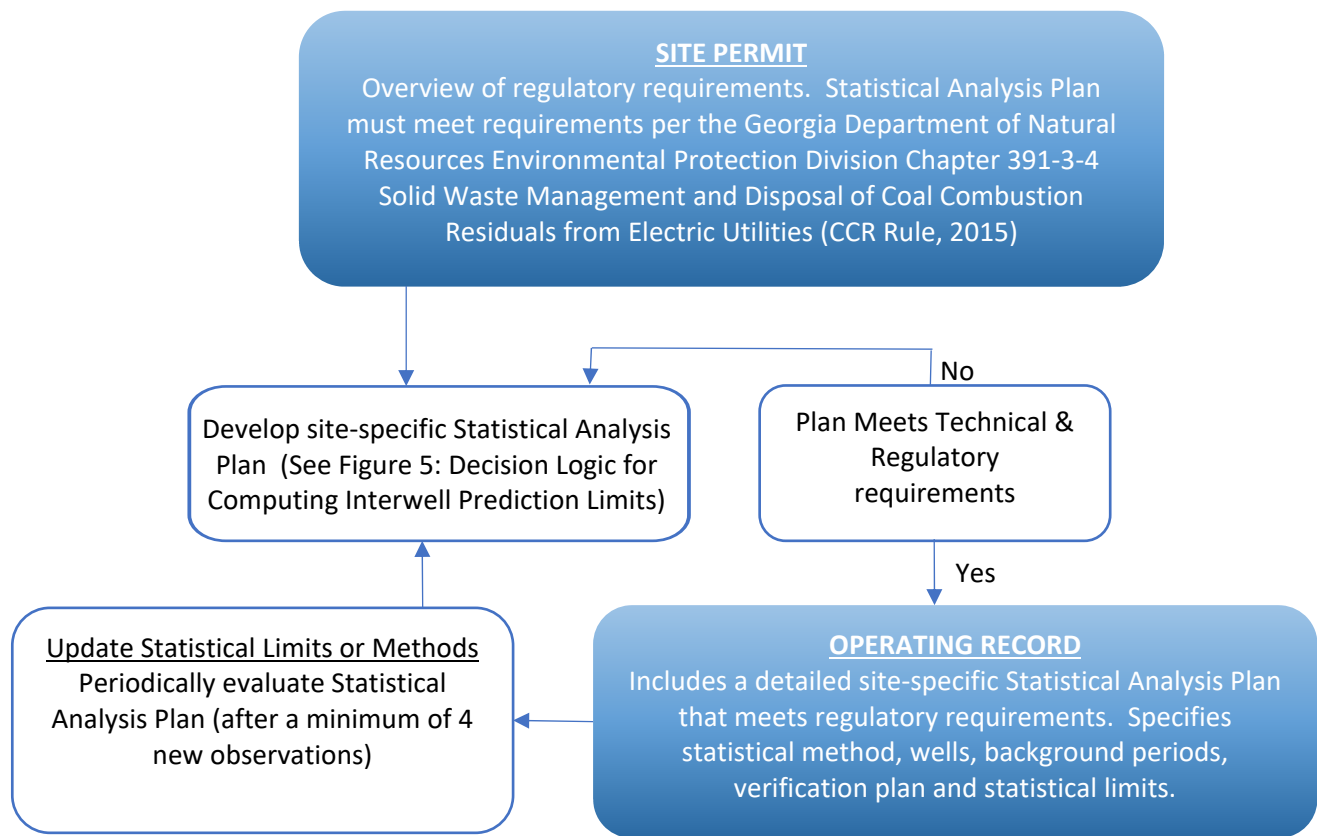 SITE PERMIT
Overview of regulatory requirements.  Statistical Analysis Plan
must meet requirements per the Georgia Department of Natural
Resources Environmental Protection Division Chapter 391-3-4
Solid Waste Management and Disposal of Coal Combustion
Residuals from Electric Utilities (CCR Rule, 2015)
No
Develop site-specific Statistical Analysis
Plan  (See Figure 5: Decision Logic for
Computing Interwell Prediction Limits)
Plan Meets Technical &
Regulatory
requirements
Yes
Update Statistical Limits or Methods
Periodically evaluate Statistical
Analysis Plan (after a minimum of 4
new observations)
OPERATING RECORD
Includes a detailed site-specific Statistical Analysis Plan
that meets regulatory requirements.  Specifies
statistical method, wells, background periods,
verification plan and statistical limits.